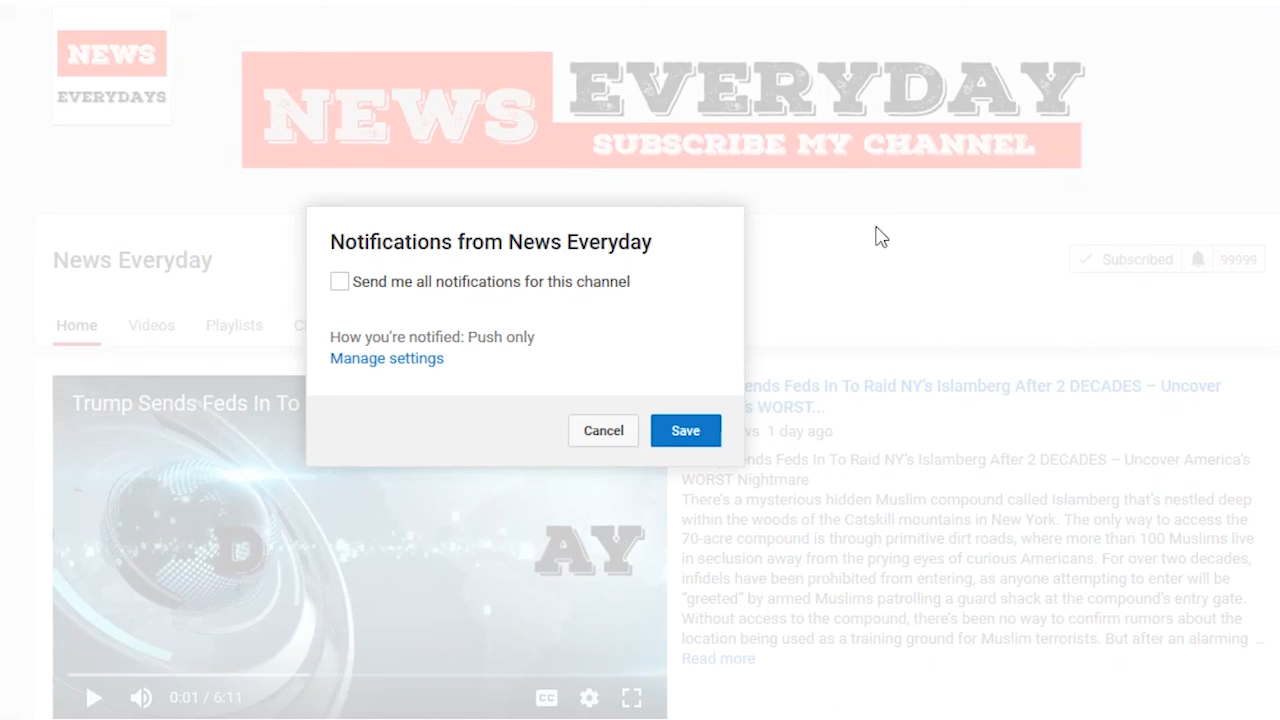 NEWS
EVERYDAYS
NEWS
EVERYDAY
SUBSCRIBE MY CHANNEL
Notifications from News Everyday
Send me all notifications for this channel
How you're notified: Push only
Manage settings
Cancel
Save
News Everyday
Subscribed
99999
Home
Videos
Playlists
Trump Sends Feds In To
D
AY
0:01 / 6:11
CC
Feds In To Raid NY's Islamberg After 2 DECADES – Uncover
WORST...
1 day ago
Feds In To Raid NY's Islamberg After 2 DECADES – Uncover America's
WORST Nightmare
There's a mysterious hidden Muslim compound called Islamberg that's nestled deep
within the woods of the Catskill mountains in New York. The only way to access the
70-acre compound is through primitive dirt roads, where more than 100 Muslims live
in seclusion away from the prying eyes of curious Americans. For over two decades,
infidels have been prohibited from entering, as anyone attempting to enter will be
"greeted" by armed Muslims patrolling a guard shack at the compound's entry gate.
Without access to the compound, there's been no way to confirm rumors about the
location being used as a training ground for Muslim terrorists. But after an alarming ...
Read more